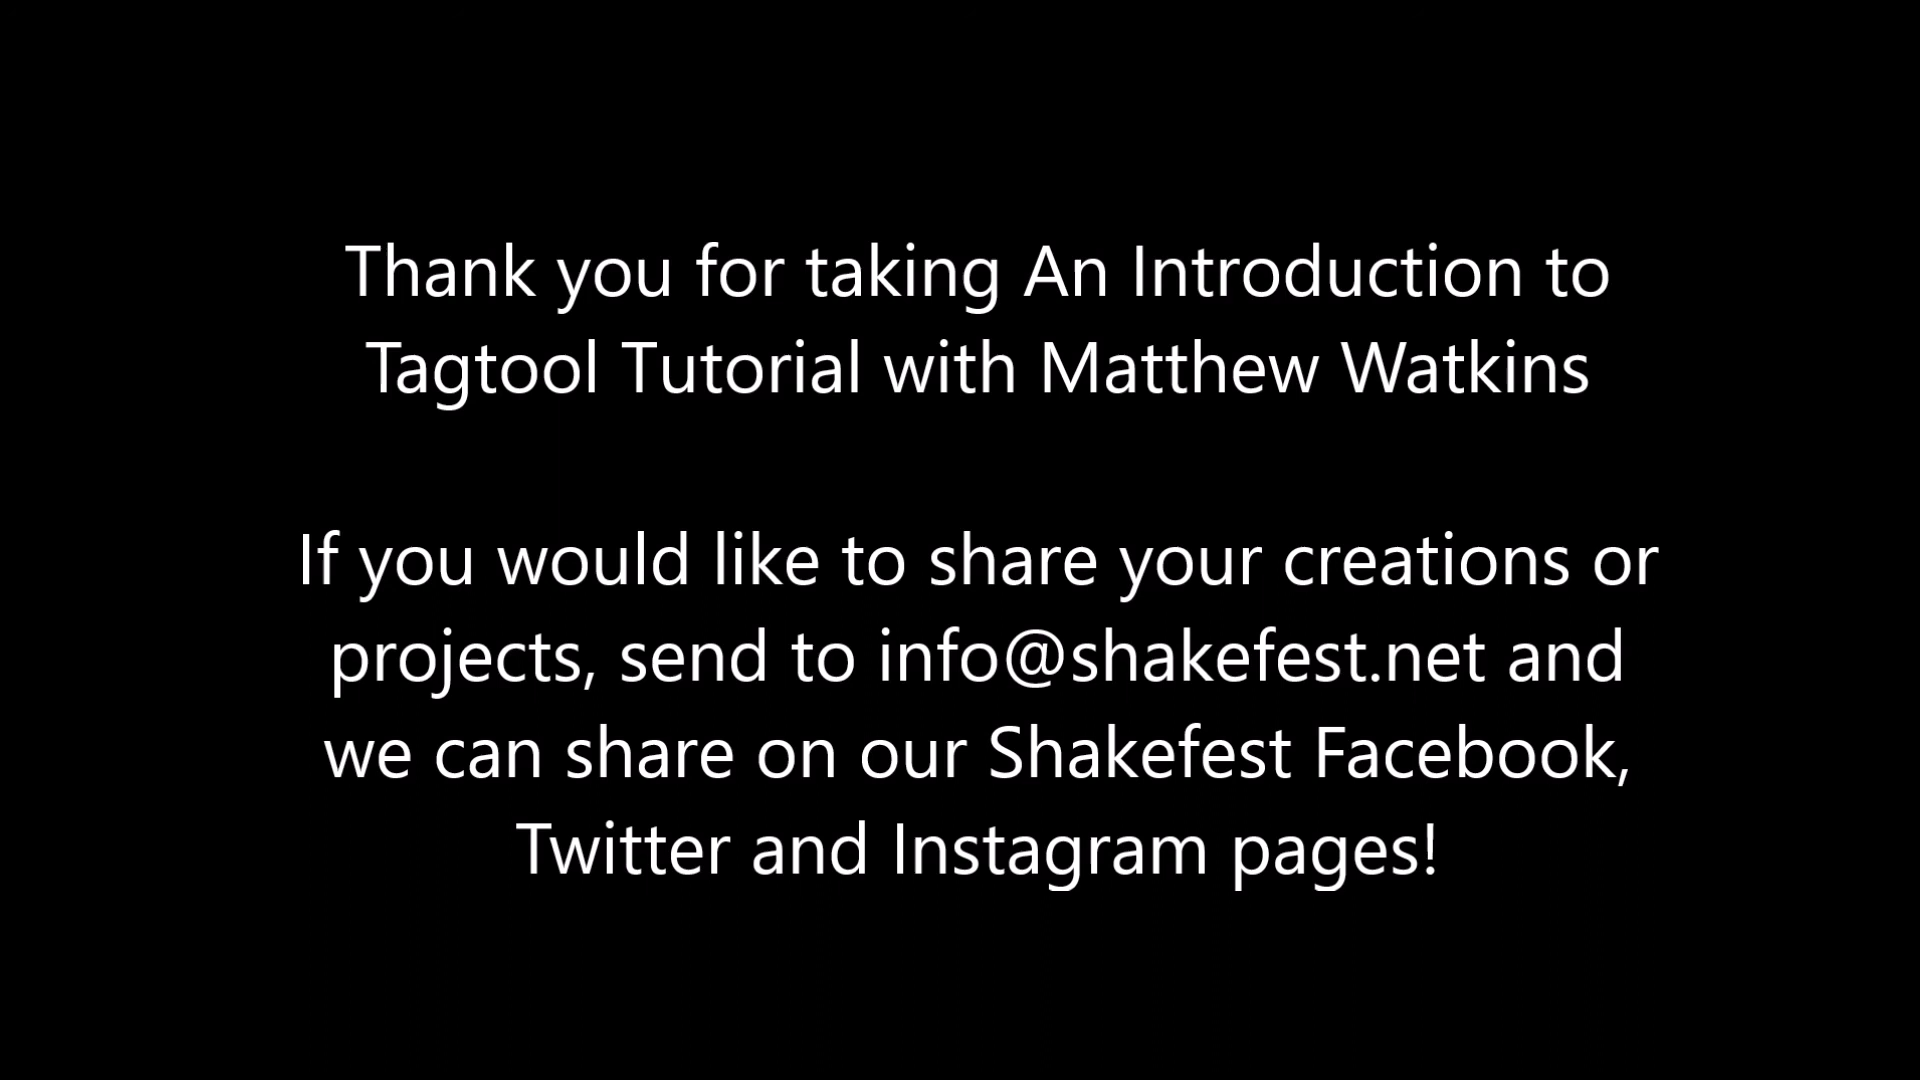 Thank you for taking An Introduction to
Tagtool Tutorial with Matthew Watkins
If you would like to share your creations or
projects, send to info@shakefest.net and
we can share on our Shakefest Facebook,
Twitter and Instagram pages!